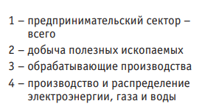 1 – предпринимательский сектор –
всего
2 – добыча полезных ископаемых
3 – обрабатывающие производства
4 – производство и распределение
электроэнергии, газа и воды